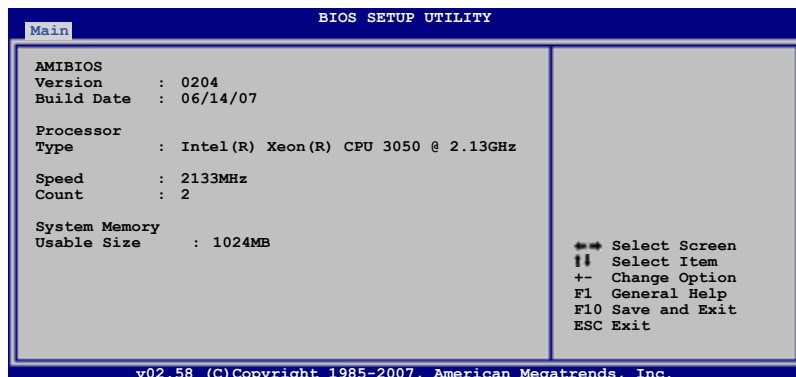 BIOS SETUP UTILITY
Main
AMIBIOS
Version : 0204
Build Date : 06/14/07
Processor
Type : Intel(R) Xeon(R) CPU 3050 @ 2.13GHz
Speed : 2133MHz
Count : 2
System Memory
Usable Size : 1024MB
Select Screen
Select Item
+- Change Option
F1 General Help
F10 Save and Exit
ESC Exit
v02.58 (C)Copyright 1985-2007, American Megatrends, Inc.